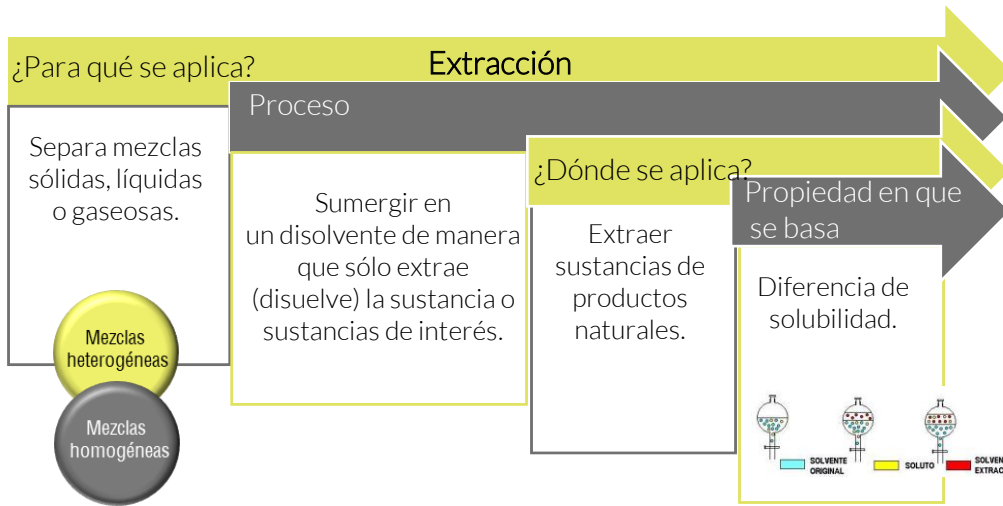 Extracción
¿Para qué se aplica?
Separa mezclas
sólidas, líquidas
o gaseosas.
Mezclas
heterogéneas
Mezclas
homogéneas
Proceso
Sumergir en
un disolvente de manera
que sólo extrae
(disuelve) la sustancia o
sustancias de interés.
¿Dónde se aplica?
Extraer
sustancias de
productos
naturales.
Propiedad en que
se basa
Diferencia de
solubilidad.
SOLVENTE
ORIGINAL
SOLUTO
SOLVEN
EXTRAC